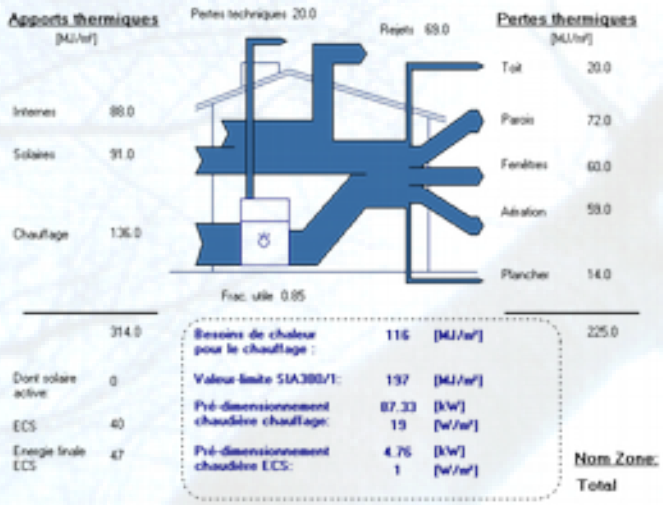 Apports thermiques
[MJ/m²]
Pertes techniques 20.0
Rejets 69.0
Pertes thermiques
[MJ/m²]
Toit 20.0
Internes 88.0
Parois 72.0
Solaires 91.0
Fenêtres 60.0
Aération 59.0
Chauffage 136.0
Plancher 14.0
Frac. utile 0.85
314.0
225.0
Besoins de chaleur
pour le chauffage : 116 [MJ/m²]
Valeur-limite SIA380/1: 197 [MJ/m²]
Pré-dimensionnement 87.33 [kW]
chaudière chauffage: 19 [W/m²]
Pré-dimensionnement 4.76 [kW]
chaudière ECS: 1 [W/m²]
Dont solaire 0
active
ECS 40
Energie finale 47
ECS
Nom Zone:
Total